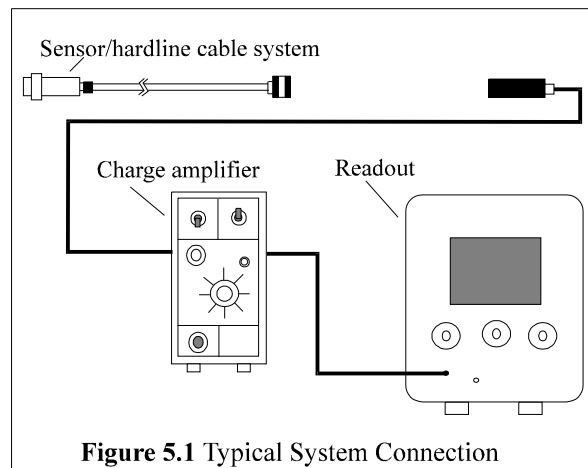 Sensor/hardline cable system
Charge amplifier
Readout
Figure 5.1 Typical System Connection